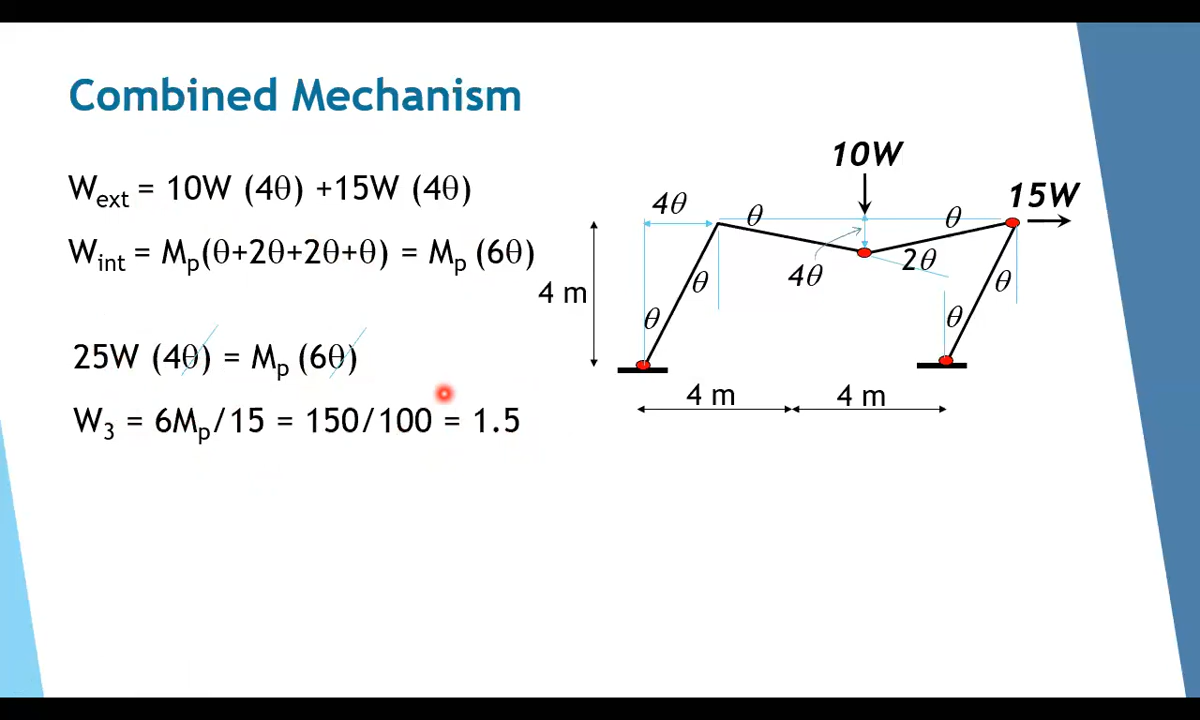 Combined Mechanism
Wext = 10W (4θ) +15W (4θ)
Wint = Mp(θ+2θ+2θ+θ) = Mp (6θ)
25W (4θ) = Mp (6θ)
W3 = 6Mp/15 = 150/100 = 1.5
10W
15W
4θ
θ
θ
4θ
2θ
θ
θ
θ
θ
4 m
4 m
4 m